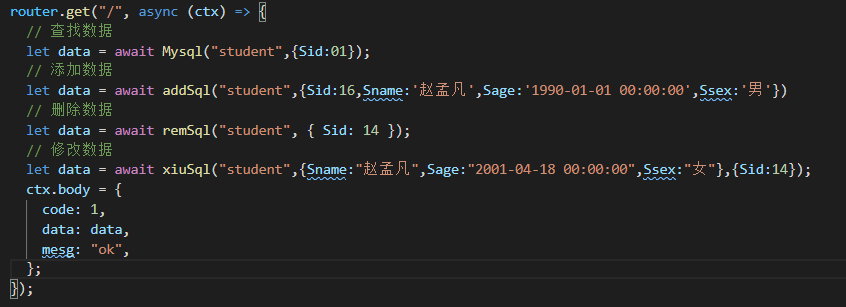 router.get("/", async (ctx) => {
// 查找数据
let data = await Mysql("student",{Sid:01});
// 添加数据
let data = await addSql("student",{Sid:16,Sname:'赵孟凡',Sage:'1990-01-01 00:00:00',Ssex:'男'})
// 删除数据
let data = await remSql("student", { Sid: 14 });
// 修改数据
let data = await xiuSql("student",{Sname:"赵孟凡",Sage:"2001-04-18 00:00:00",Ssex:"女"},{Sid:14});
ctx.body = {
code: 1,
data: data,
mesg: "ok",
};
});